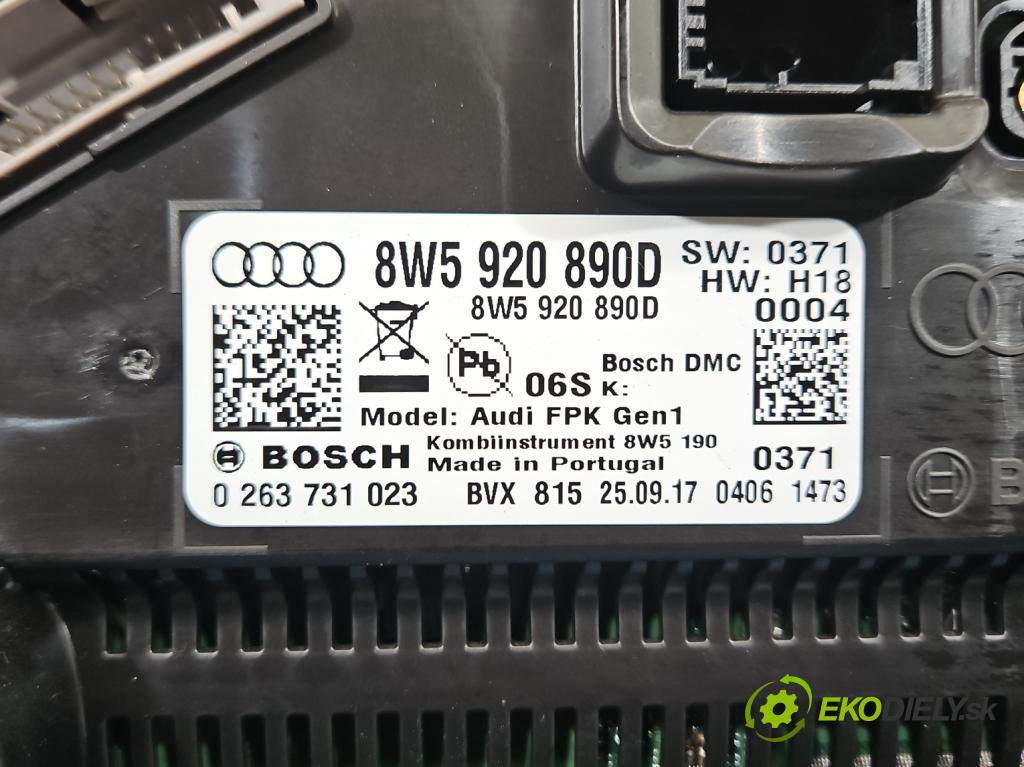 8W5 920 890D SW: 0371
HW: H18
8W5 920 890D 0004
Pb 06S Bosch DMC
K:
Model: Audi FPK Gen1
BOSCH Kombiinstrument 8W5 190
Made in Portugal 0371
0 263 731 023 BVX 815 25.09.17 0406 1473
B
EKODIELY.sk